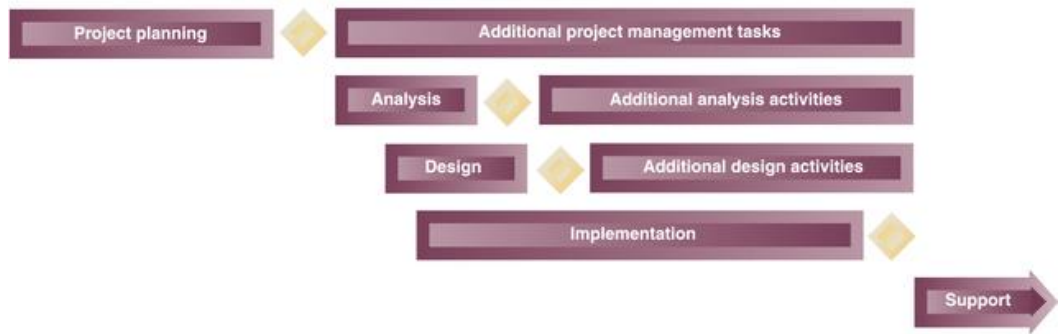 Project planning
Additional project management tasks
Analysis
Additional analysis activities
Design
Additional design activities
Implementation
Support